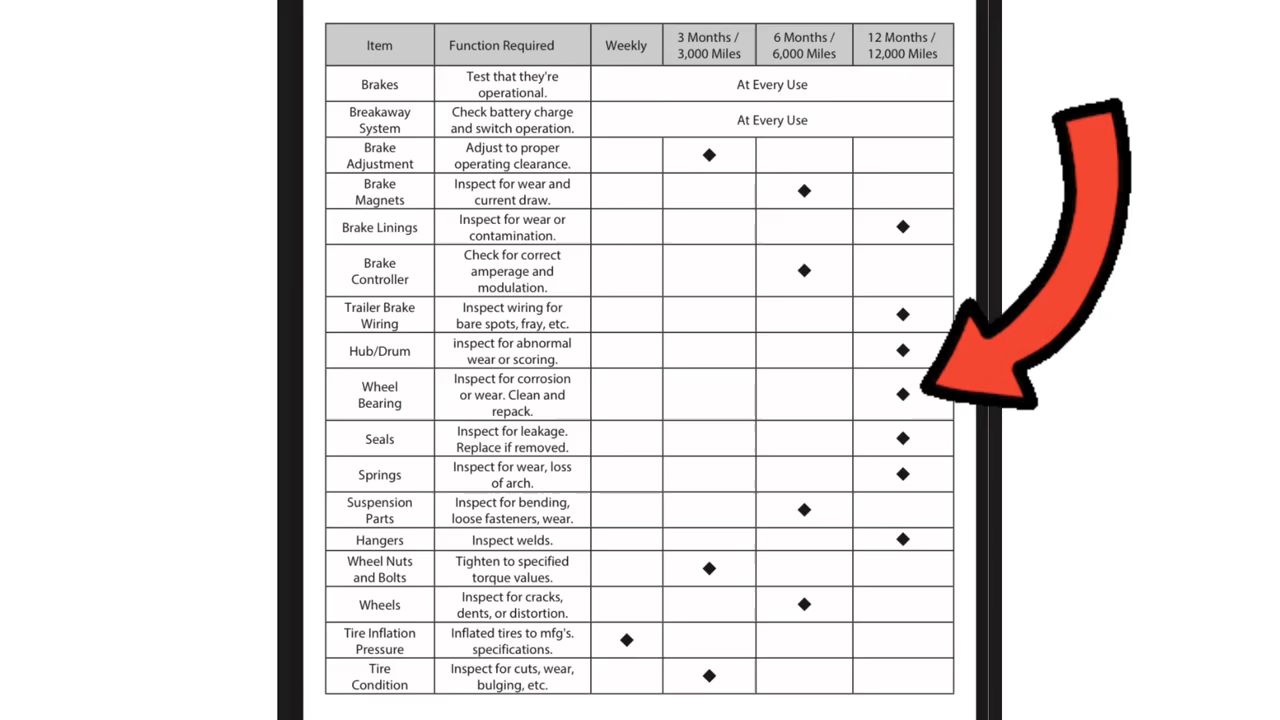 Item Function Required Weekly 3 Months / 3,000 Miles 6 Months / 6,000 Miles 12 Months / 12,000 Miles
Brakes
Test that they're
operational.
At Every Use
Breakaway
System
Check battery charge
and switch operation.
At Every Use
Brake
Adjustment
Adjust to proper
operating clearance.
◆
Brake
Magnets
Inspect for wear and
current draw.
◆
Brake Linings
Inspect for wear or
contamination.
◆
Brake
Controller
Check for correct
amperage and
modulation.
◆
Trailer Brake
Wiring
Inspect wiring for
bare spots, fray, etc.
◆
Hub/Drum
inspect for abnormal
wear or scoring.
◆
Wheel
Bearing
Inspect for corrosion
or wear. Clean and
repack.
◆
Seals
Inspect for leakage.
Replace if removed.
◆
Springs
Inspect for wear, loss
of arch.
◆
Suspension
Parts
Inspect for bending,
loose fasteners, wear.
◆
Hangers
Inspect welds.
◆
Wheel Nuts
and Bolts
Tighten to specified
torque values.
◆
Wheels
Inspect for cracks,
dents, or distortion.
◆
Tire Inflation
Pressure
Inflated tires to mfg's.
specifications.
◆
Tire
Condition
Inspect for cuts, wear,
bulging, etc.
◆